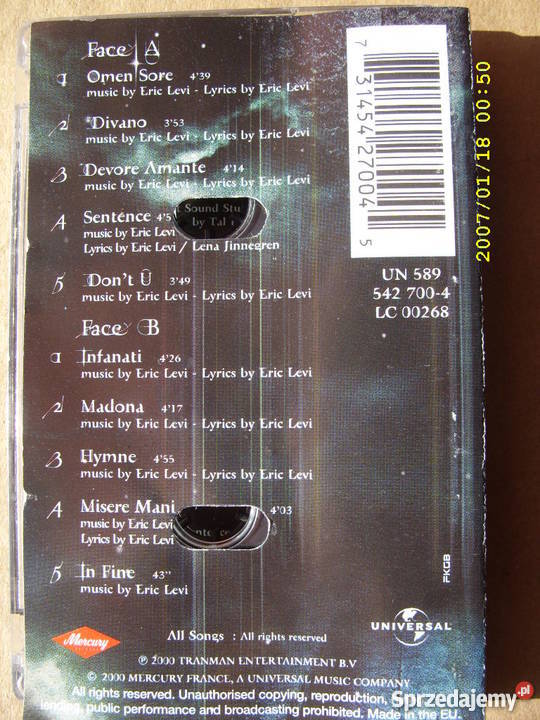 Face A
1 Omen Sore 4'39
music by Eric Levi - Lyrics by Eric Levi
2 Divano 3'53
music by Eric Levi - Lyrics by Eric Levi
3 Devore Amante 4'14
music by Eric Levi - Lyrics by Eric Levi
4 Sentence 4'5
music by Eric Levi
Lyrics by Eric Levi / Lena Jinnegren
Sound Stu
by Tal
5 Don't U 3'49
music by Eric Levi - Lyrics by Eric Levi
Face B
1 Infanati 4'26
music by Eric Levi - Lyrics by Eric Levi
2 Madona 4'17
music by Eric Levi - Lyrics by Eric Levi
3 Hymne 4'55
music by Eric Levi - Lyrics by Eric Levi
4 Misere Mani 4'03
music by Eric Levi
Lyrics by Eric Levi
5 In Fine 43"
music by Eric Levi
7 31454 27004 5
UN 589
542 700-4
LC 00268
2007/01/18 00:50
FKGB
Mercury
All Songs : All rights reserved
UNIVERSAL
℗ 2000 TRANMAN ENTERTAINMENT B.V
© 2000 MERCURY FRANCE, A UNIVERSAL MUSIC COMPANY
All rights reserved. Unauthorised copying, reproduction,
lending, public performance and broadcasting prohibited. Made in the EU.
Sprzedajemy.pl